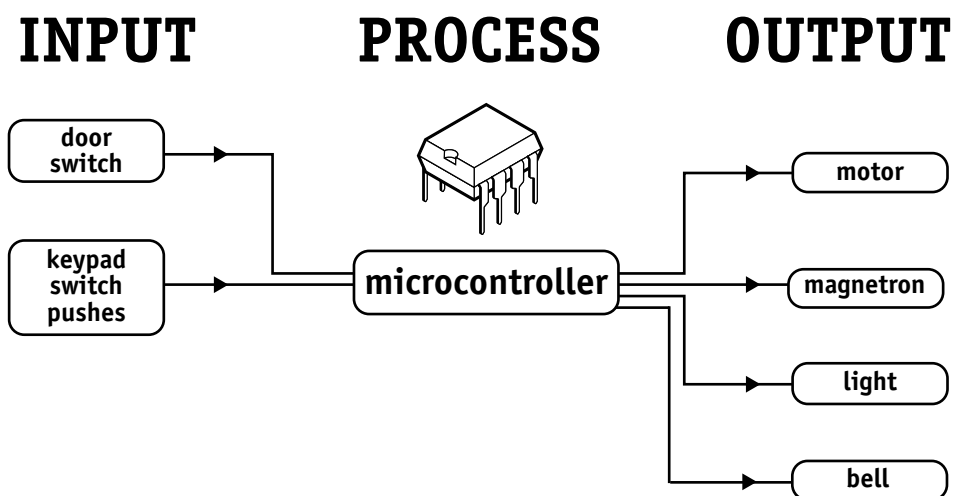 INPUT PROCESS OUTPUT
door
switch
keypad
switch
pushes
microcontroller
motor
magnetron
light
bell